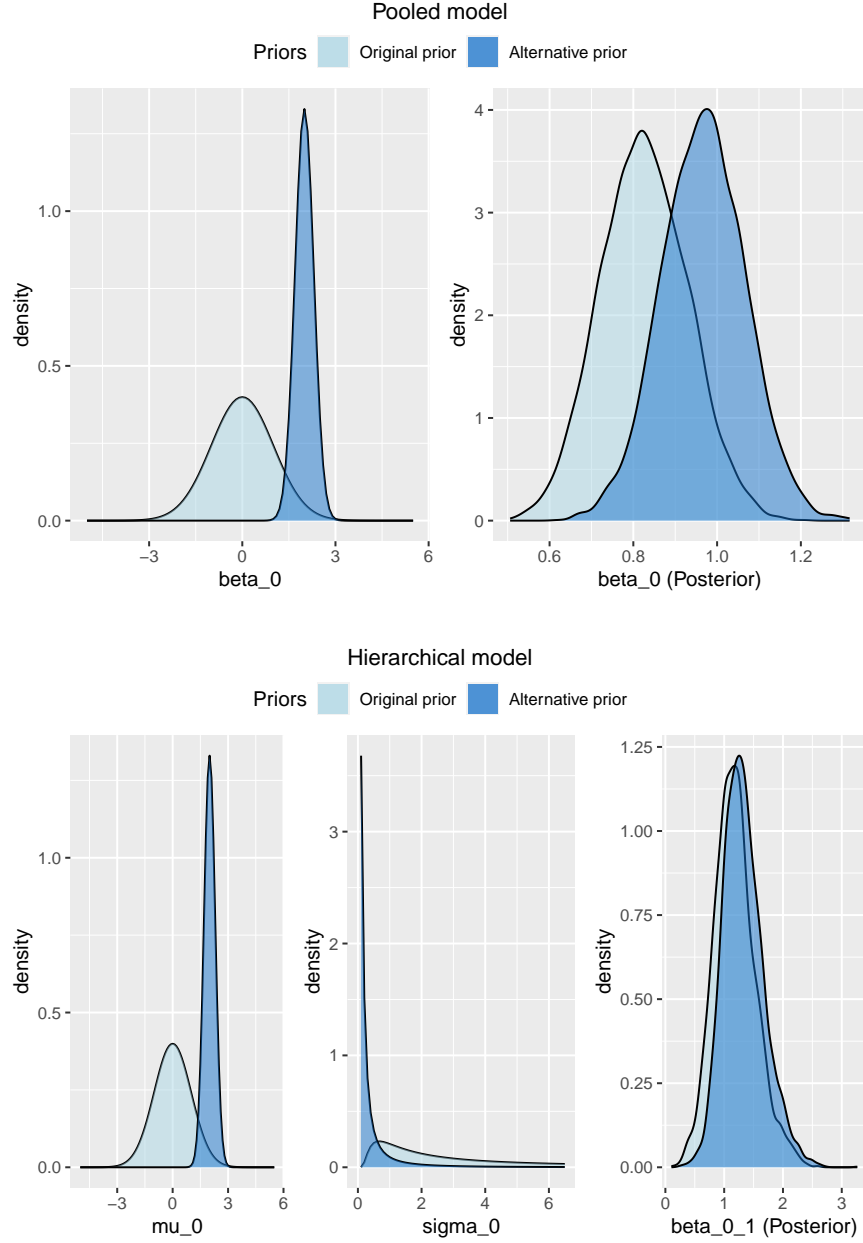 Pooled model
Priors Original prior Alternative prior
density
1.0
0.5
0.0
−3 0 3 6
beta_0
density
4
3
2
1
0
0.6 0.8 1.0 1.2
beta_0 (Posterior)
Hierarchical model
Priors Original prior Alternative prior
density
1.0
0.5
0.0
−3 0 3 6
mu_0
density
3
2
1
0
0 2 4 6
sigma_0
density
1.25
1.00
0.75
0.50
0.25
0.00
0 1 2 3
beta_0_1 (Posterior)